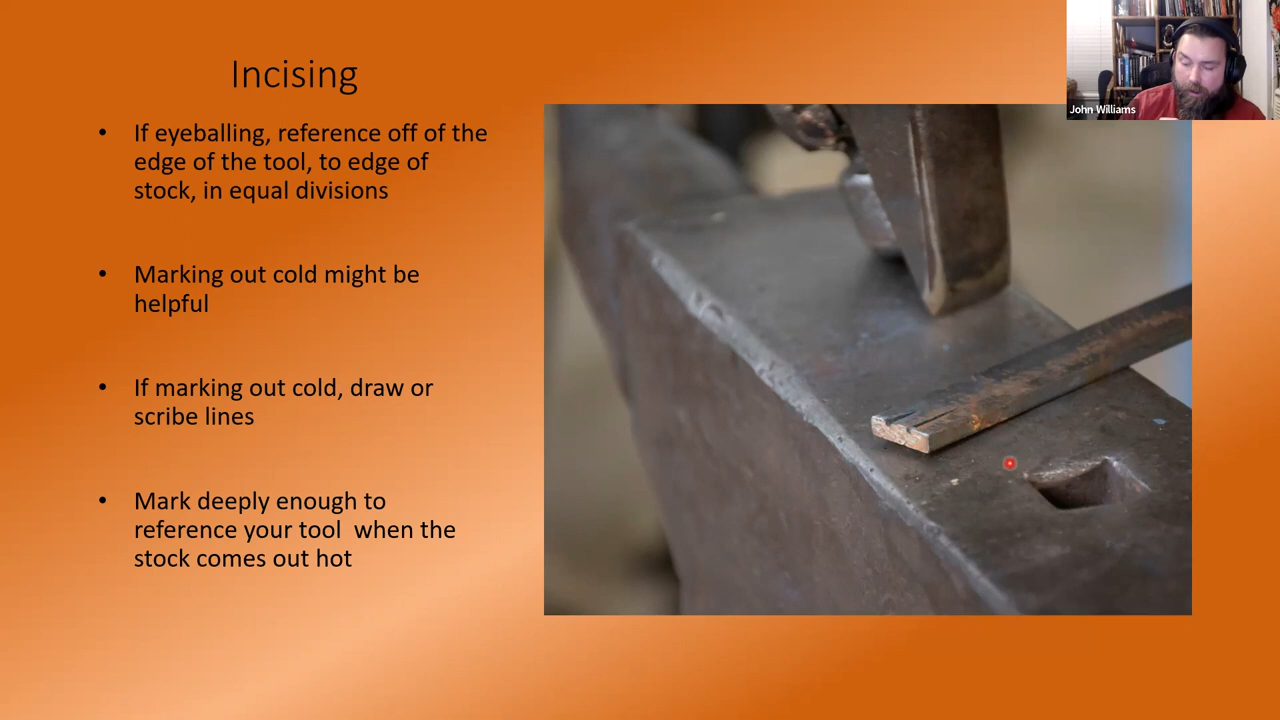 Incising
• If eyeballing, reference off of the
edge of the tool, to edge of
stock, in equal divisions
• Marking out cold might be
helpful
• If marking out cold, draw or
scribe lines
• Mark deeply enough to
reference your tool  when the
stock comes out hot
John Williams